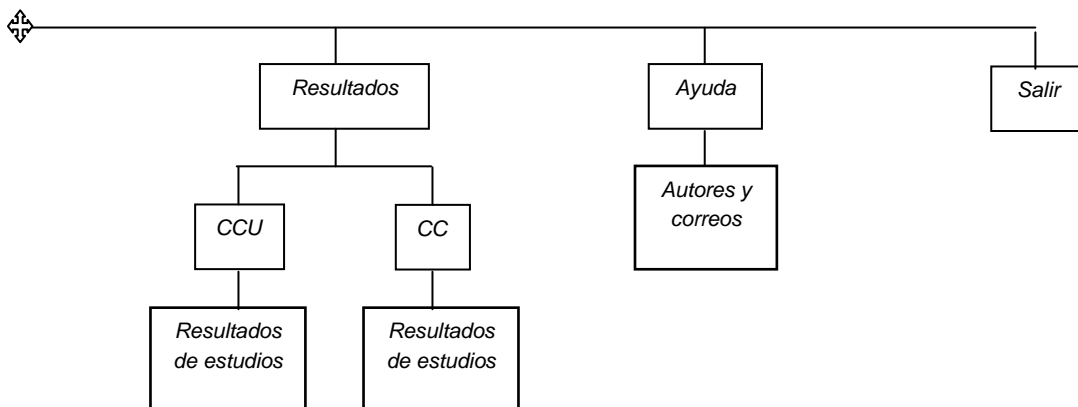 Resultados
Ayuda
Salir
CCU
CC
Autores y
correos
Resultados
de estudios
Resultados
de estudios